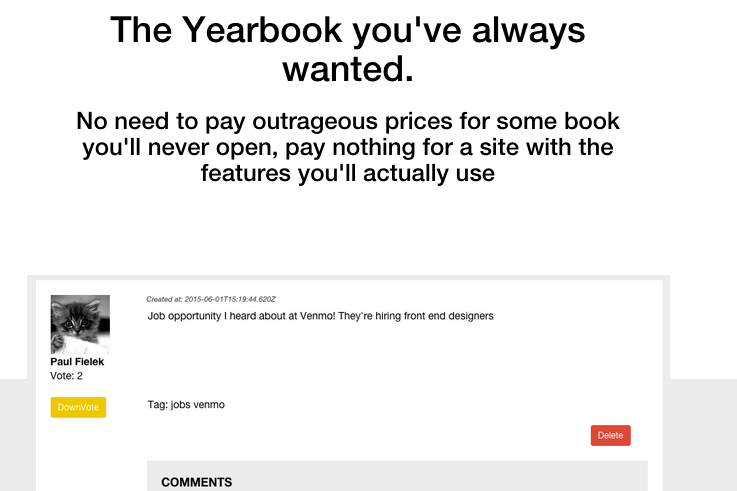 The Yearbook you've always
wanted.
No need to pay outrageous prices for some book
you'll never open, pay nothing for a site with the
features you'll actually use
Created at: 2015-06-01T15:19:44.620Z
Job opportunity I heard about at Venmo! They're hiring front end designers
Paul Fielek
Vote: 2
DownVote
Tag: jobs venmo
Delete
COMMENTS